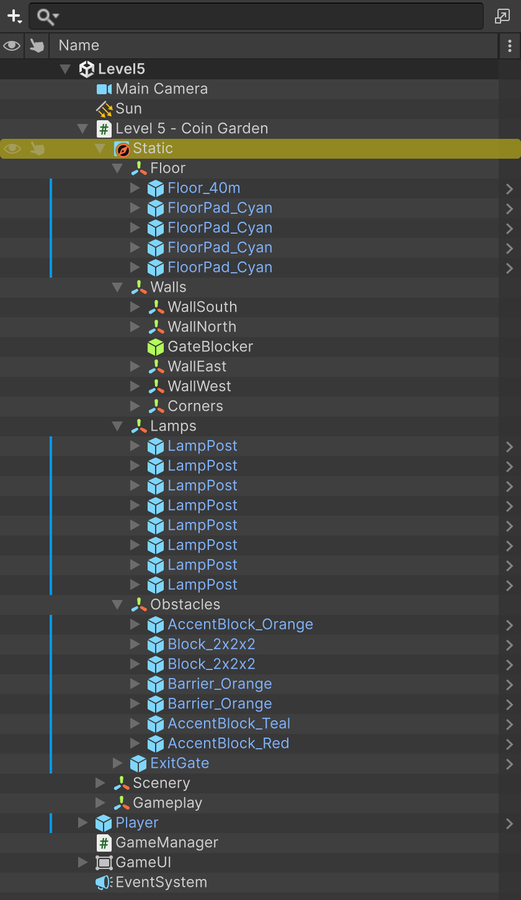 Name
Level5
Main Camera
Sun
Level 5 - Coin Garden
Static
Floor
Floor_40m
FloorPad_Cyan
FloorPad_Cyan
FloorPad_Cyan
FloorPad_Cyan
Walls
WallSouth
WallNorth
GateBlocker
WallEast
WallWest
Corners
Lamps
LampPost
LampPost
LampPost
LampPost
LampPost
LampPost
LampPost
LampPost
Obstacles
AccentBlock_Orange
Block_2x2x2
Block_2x2x2
Barrier_Orange
Barrier_Orange
AccentBlock_Teal
AccentBlock_Red
ExitGate
Scenery
Gameplay
Player
GameManager
GameUI
EventSystem